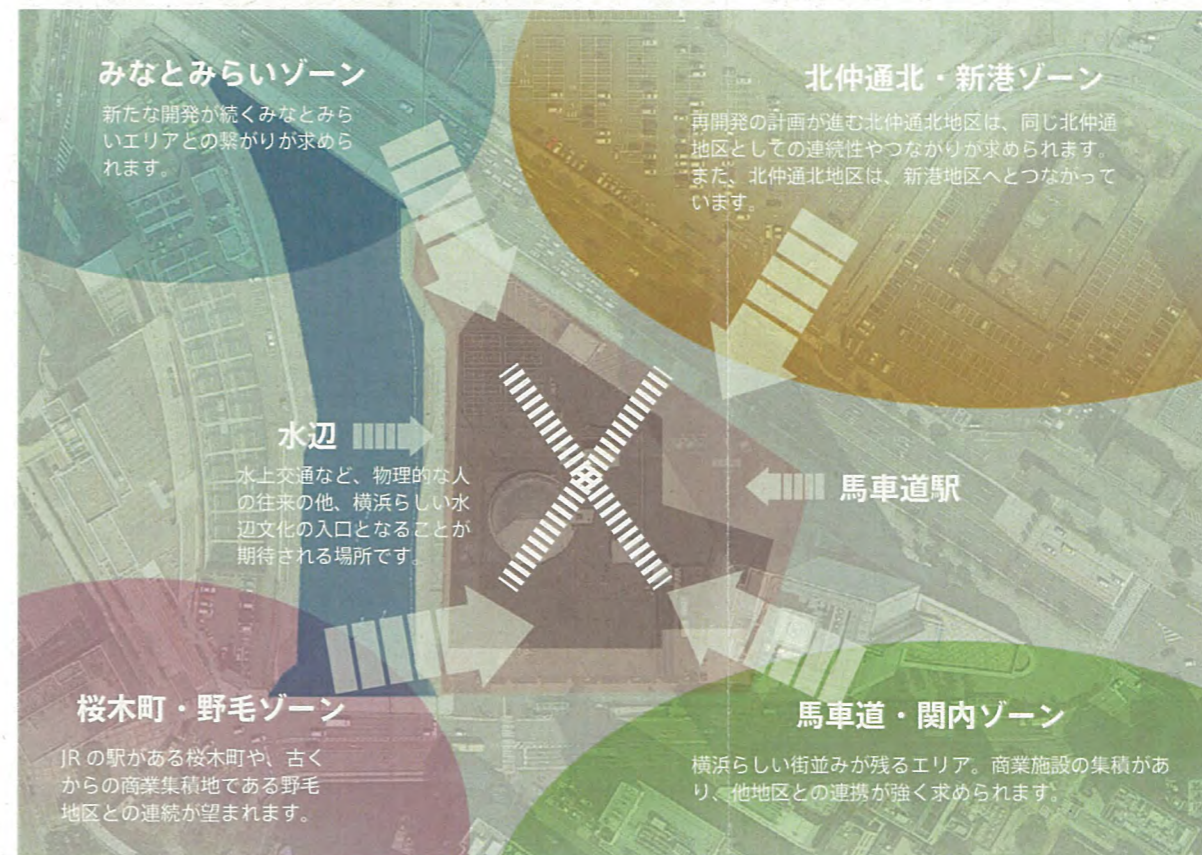 みなとみらいゾーン
新たな開発が続くみなとみら
いエリアとの繋がりが求めら
れます。
北仲通北・新港ゾーン
再開発の計画が進む北仲通北地区は、同じ北仲通
地区としての連続性やつながりが求められます。
また、北仲通北地区は、新港地区へとつながって
います。
水辺
水上交通など、物理的な人
の往来の他、横浜らしい水
辺文化の入口となることが
期待される場所です。
馬車道駅
桜木町・野毛ゾーン
JR の駅がある桜木町や、古く
からの商業集積地である野毛
地区との連続が望まれます。
馬車道・関内ゾーン
横浜らしい街並みが残るエリア。商業施設の集積があ
り、他地区との連携が強く求められます。